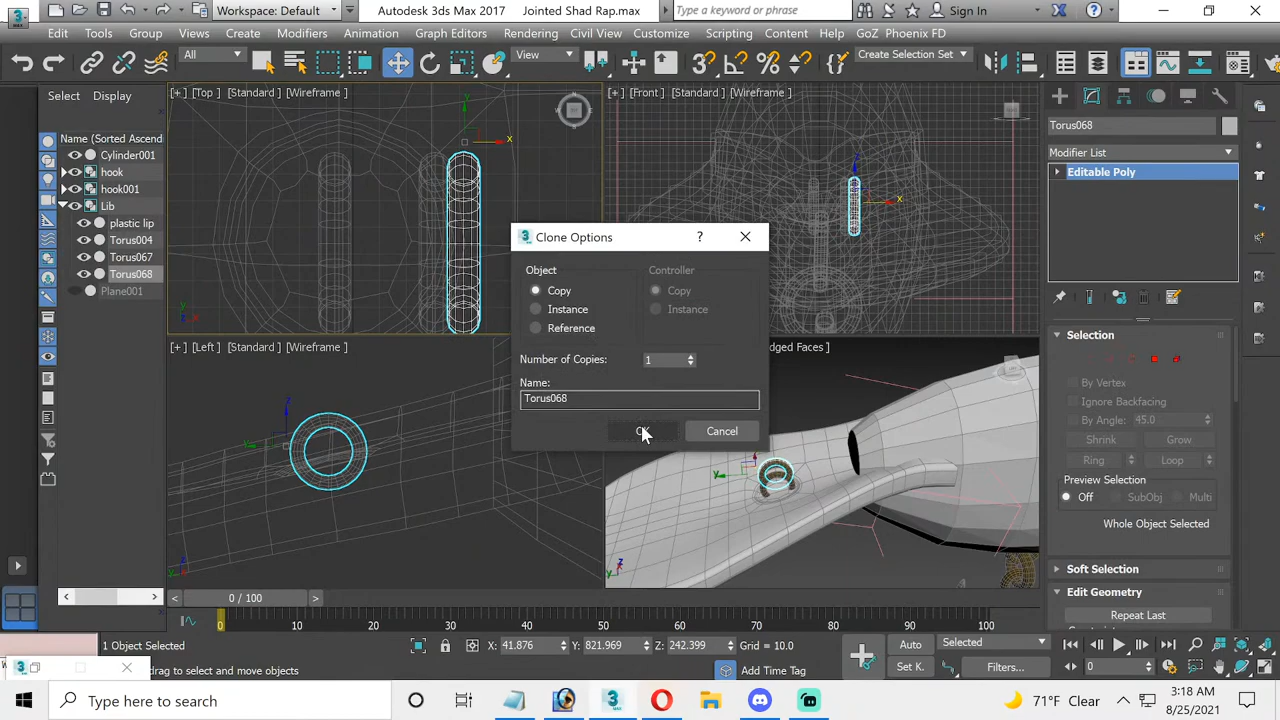 Workspace: Default
Autodesk 3ds Max 2017
Jointed Shad Rap.max
Type a keyword or phrase
Sign In
Edit
Tools
Group
Views
Create
Modifiers
Animation
Graph Editors
Rendering
Civil View
Customize
Scripting
Content
Help
GoZ
Phoenix FD
All
View
Create Selection Set
Select
Display
[+] [Top] [Standard] [Wireframe]
[+] [Front] [Standard] [Wireframe]
Name (Sorted Ascend
Cylinder001
hook
hook001
Lib
plastic lip
Torus004
Torus067
Torus068
Plane001
Torus068
Modifier List
Editable Poly
Clone Options
Object
Copy
Instance
Reference
Controller
Copy
Instance
Number of Copies:
1
Name:
Torus068
OK
Cancel
[+] [Left] [Standard] [Wireframe]
dged Faces ]
Selection
By Vertex
Ignore Backfacing
By Angle: 45.0
Shrink
Grow
Ring
Loop
Preview Selection
Off
SubObj
Multi
Whole Object Selected
Soft Selection
Edit Geometry
Repeat Last
0 / 100
0 10 20 30 40 50 60 70 80 90 100
1 Object Selected
X: 41.876
Y: 821.969
Z: 242.399
Grid = 10.0
Auto
Selected
drag to select and move objects
Add Time Tag
Set K.
Filters...
0
Type here to search
71°F Clear
3:18 AM
8/25/2021